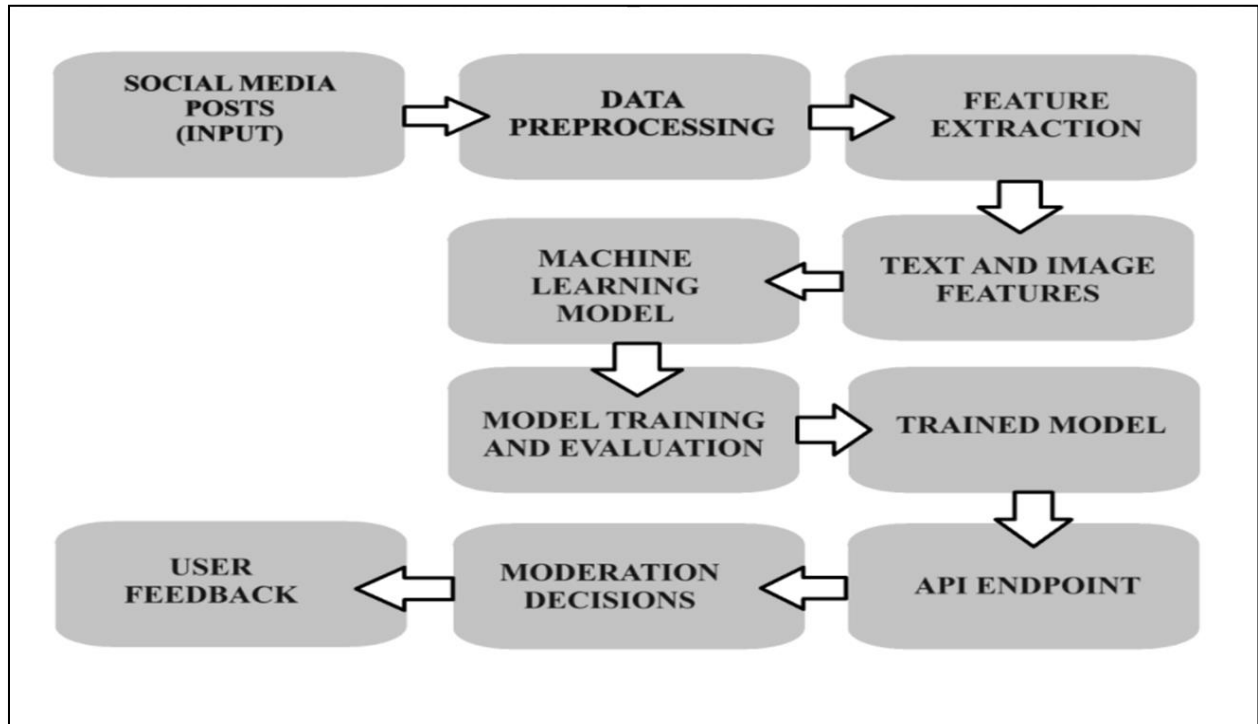 SOCIAL MEDIA
POSTS
(INPUT)
DATA
PREPROCESSING
FEATURE
EXTRACTION
TEXT AND IMAGE
FEATURES
MACHINE
LEARNING
MODEL
MODEL TRAINING
AND EVALUATION
TRAINED MODEL
API ENDPOINT
MODERATION
DECISIONS
USER
FEEDBACK